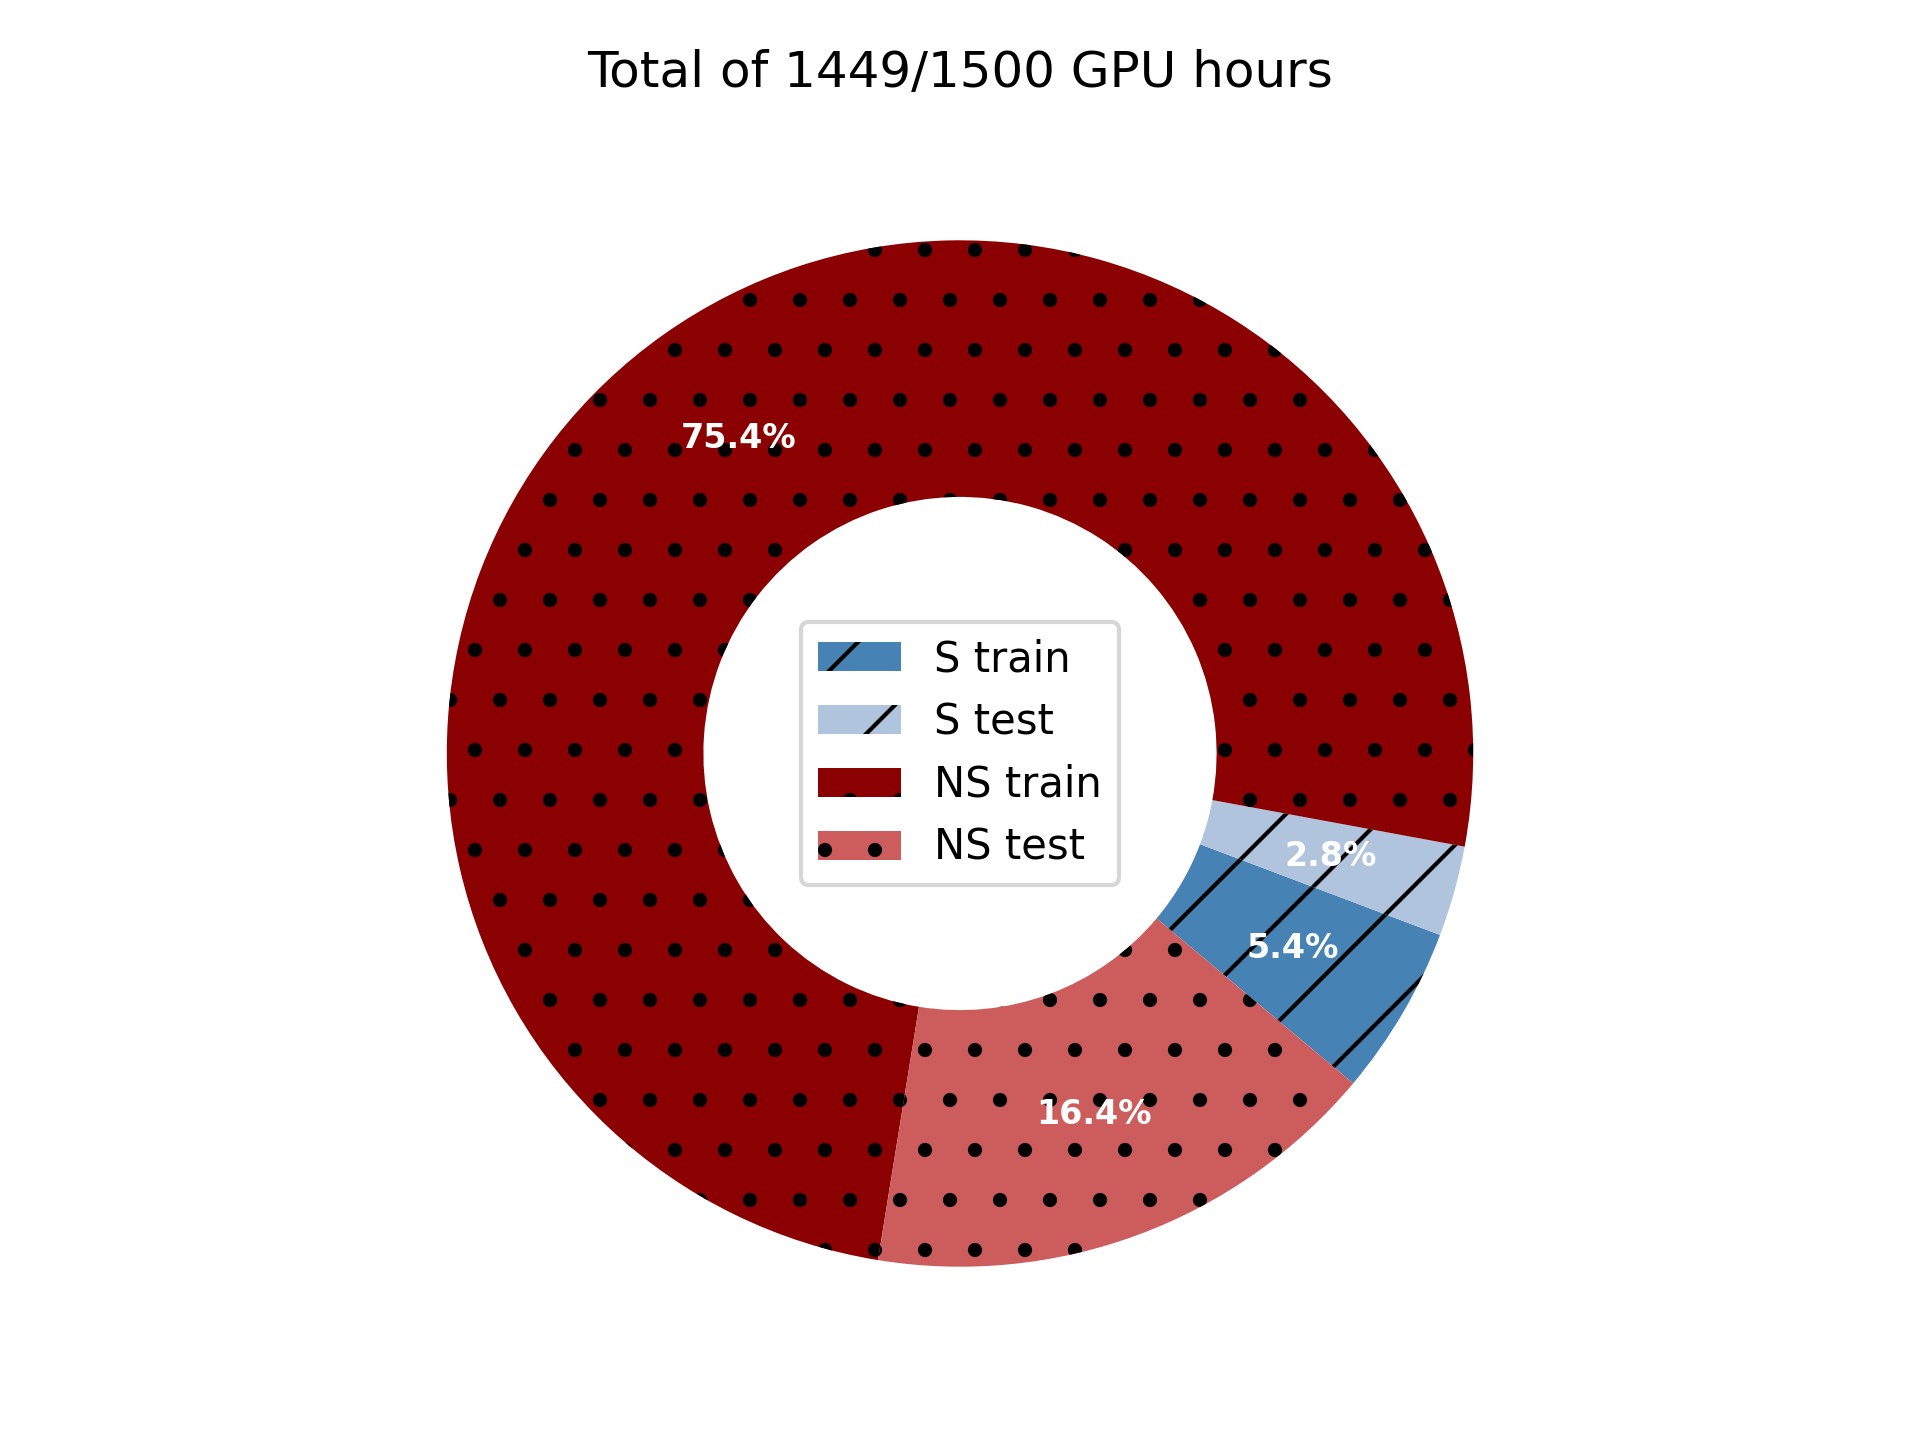 Total of 1449/1500 GPU hours
75.4%
S train
S test
NS train
NS test
2.8%
5.4%
16.4%